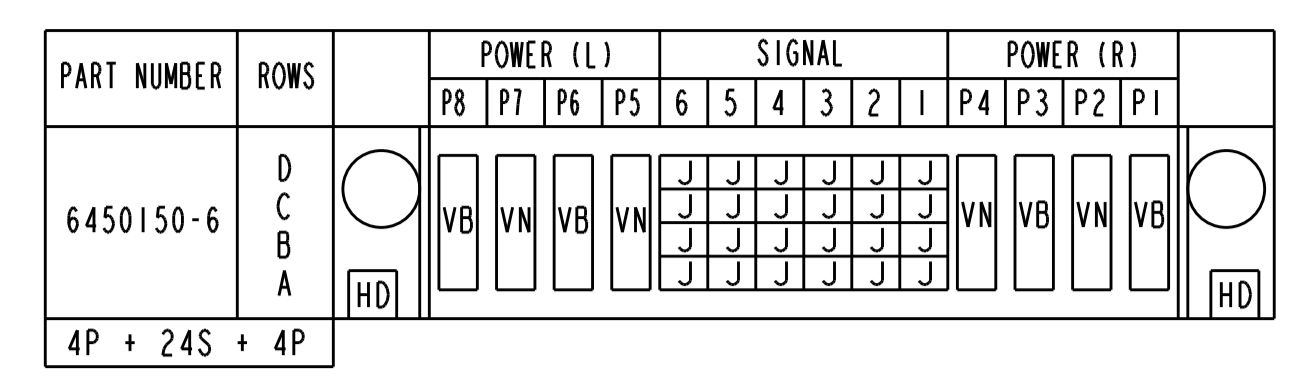 PART NUMBER ROWS POWER (L) SIGNAL POWER (R)
P8 P7 P6 P5 6 5 4 3 2 1 P4 P3 P2 P1
6450150-6
D J J J J J J
C J J J J J J
VB VN VB VN VN VB VN VB
B J J J J J J
A J J J J J J
HD HD
4P + 24S + 4P